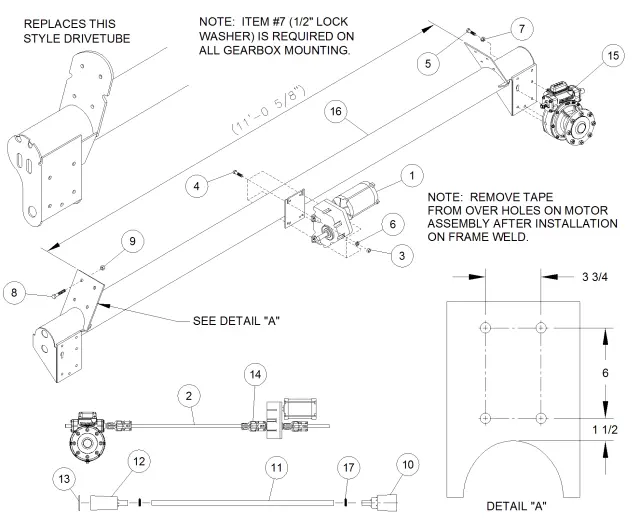 REPLACES THIS
STYLE DRIVETUBE
NOTE: ITEM #7 (1/2" LOCK
WASHER) IS REQUIRED ON
ALL GEARBOX MOUNTING.
7
5
15
(11'-0 5/8")
16
4
1
NOTE: REMOVE TAPE
FROM OVER HOLES ON MOTOR
ASSEMBLY AFTER INSTALLATION
ON FRAME WELD.
6
3
9
8
SEE DETAIL "A"
3 3/4
6
1 1/2
DETAIL "A"
2
14
13
12
11
17
10